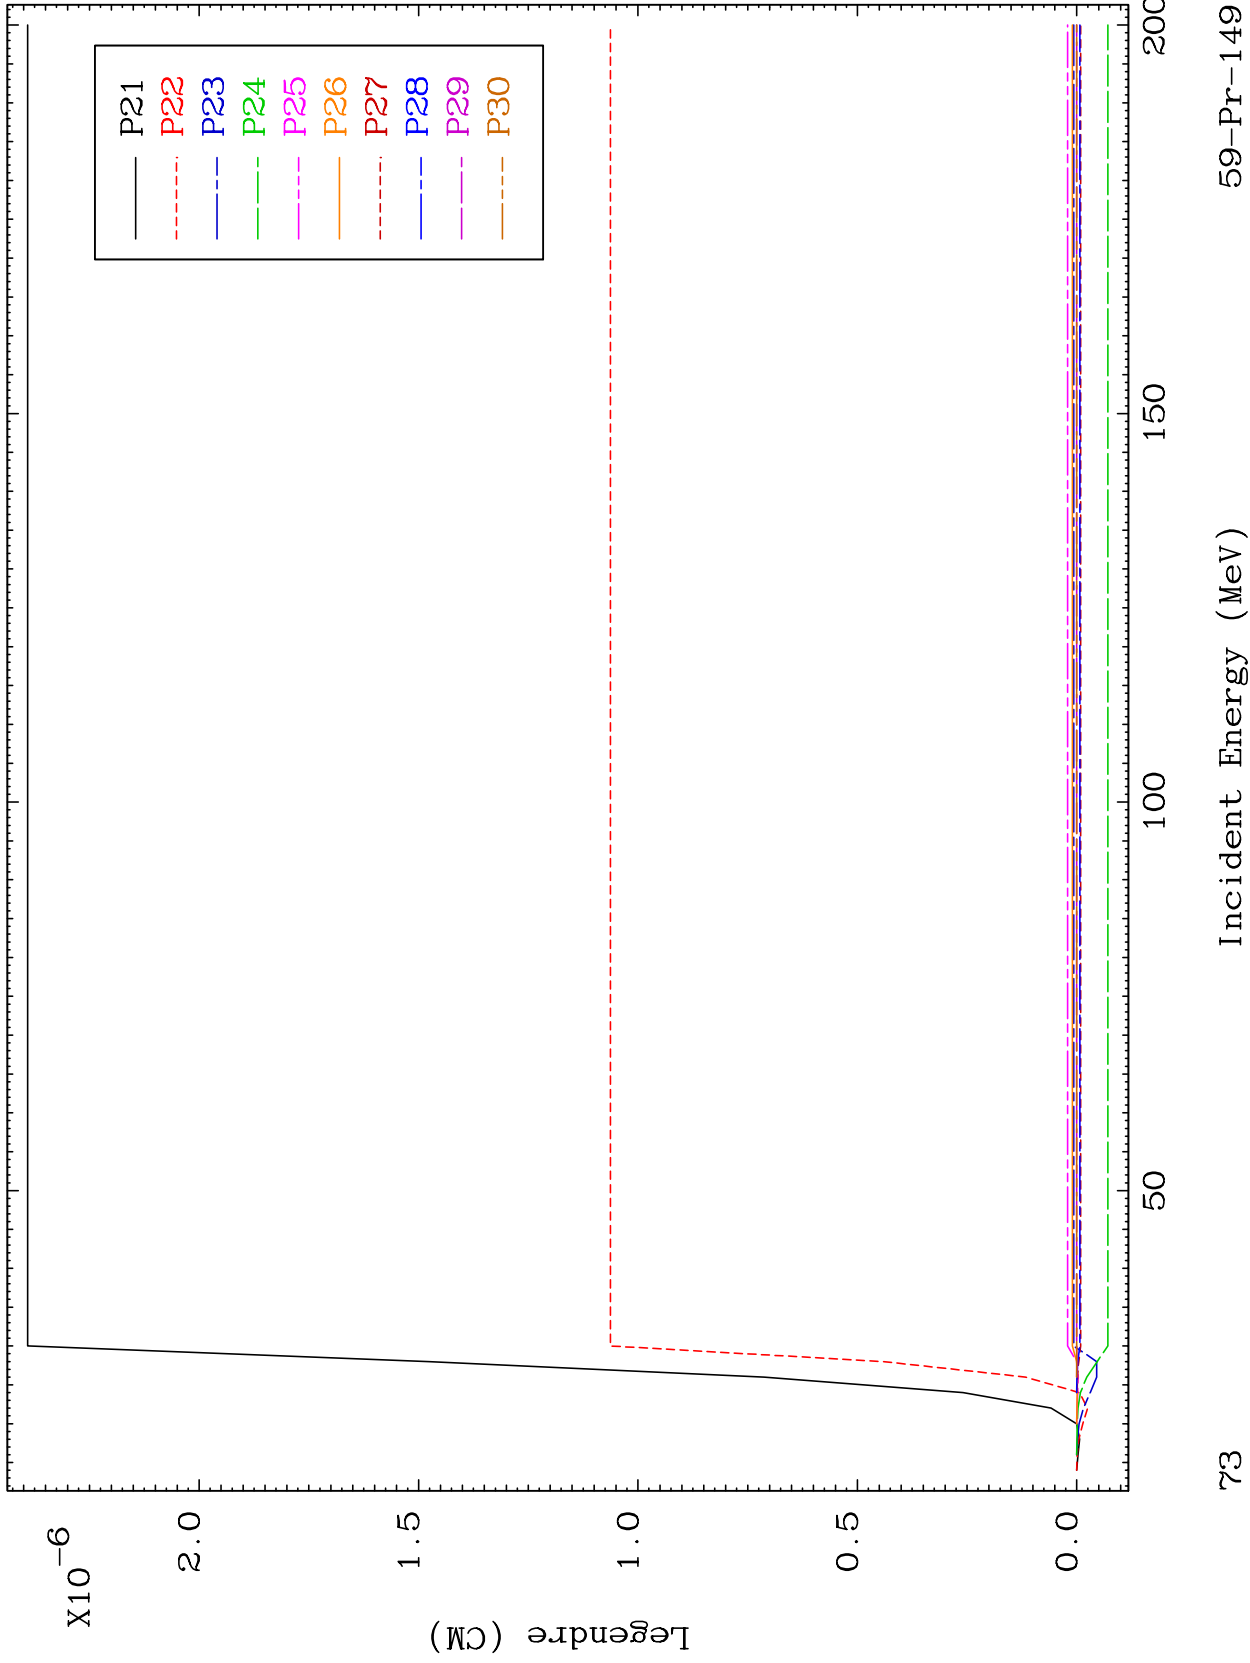 X10-6
Legendre (CM)
2.0
1.5
1.0
0.5
0.0
50
100
150
200
Incident Energy (MeV)
P21
P22
P23
P24
P25
P26
P27
P28
P29
P30
73
59-Pr-149